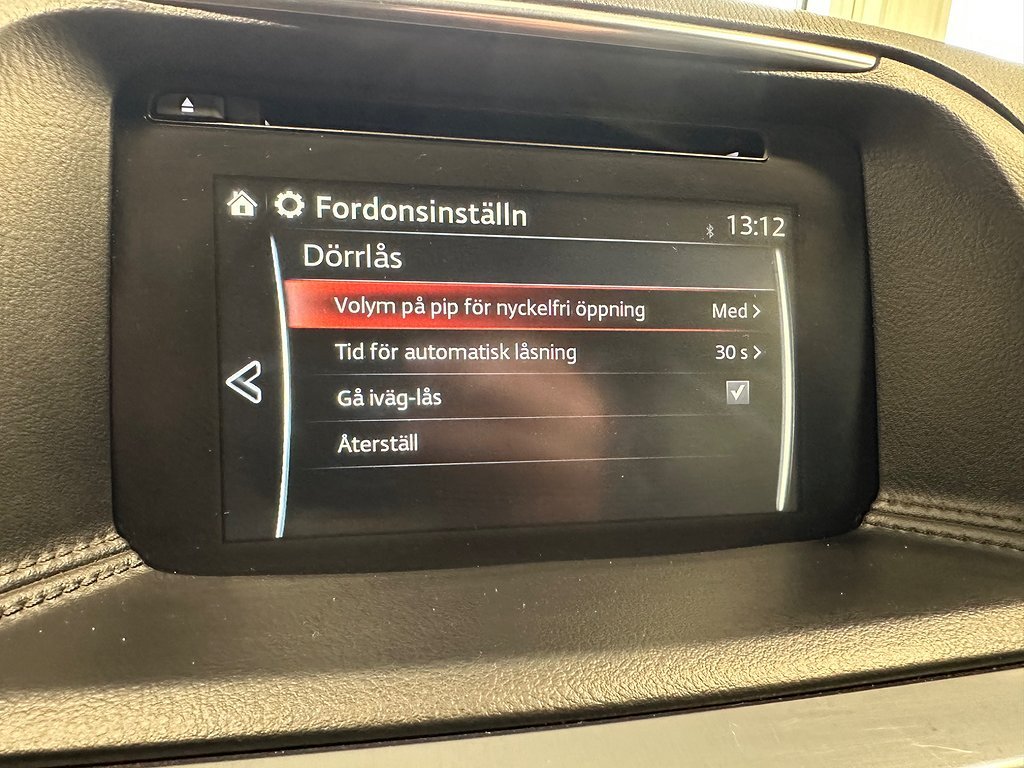 Fordonsinställn
13:12
Dörrlås
Volym på pip för nyckelfri öppning Med
Tid för automatisk låsning 30 s
Gå iväg-lås
Återställ